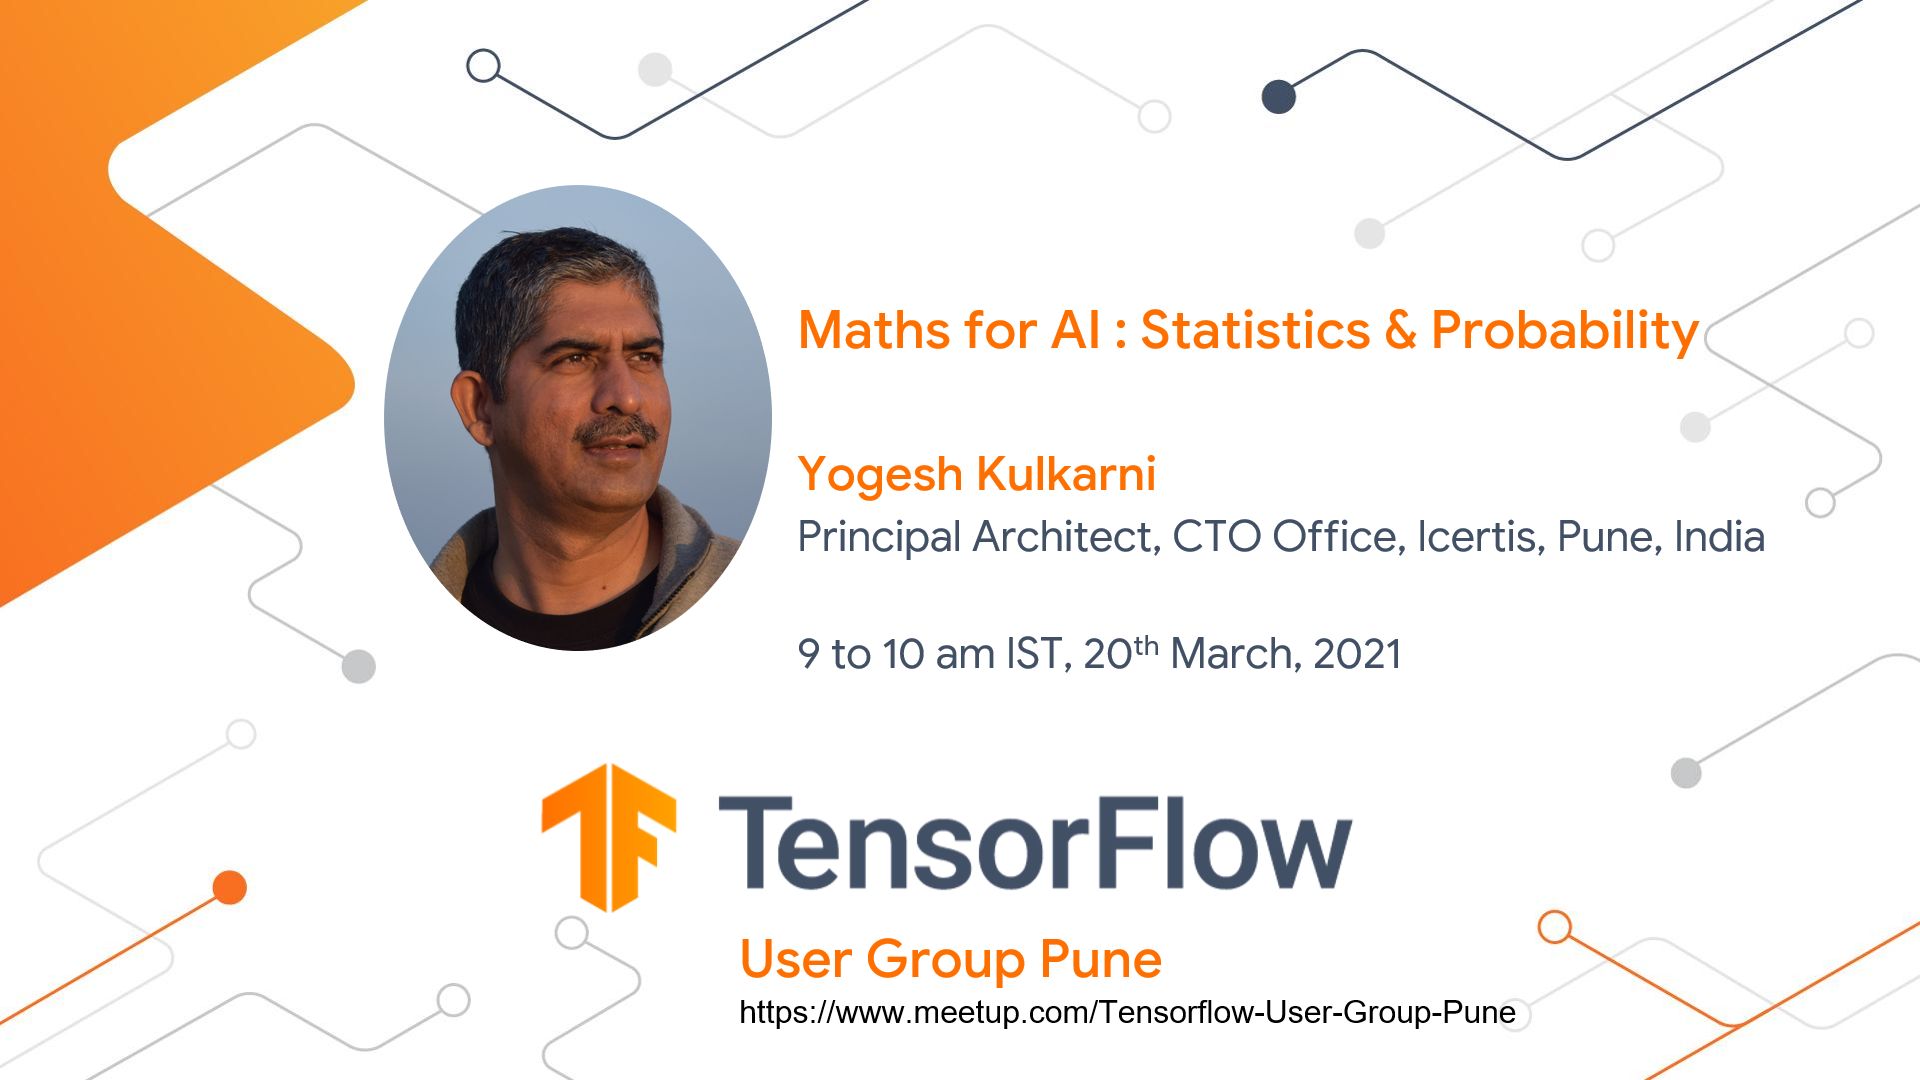 Maths for AI : Statistics & Probability
Yogesh Kulkarni
Principal Architect, CTO Office, Icertis, Pune, India
9 to 10 am IST, 20th March, 2021
TensorFlow
User Group Pune
https://www.meetup.com/Tensorflow-User-Group-Pune